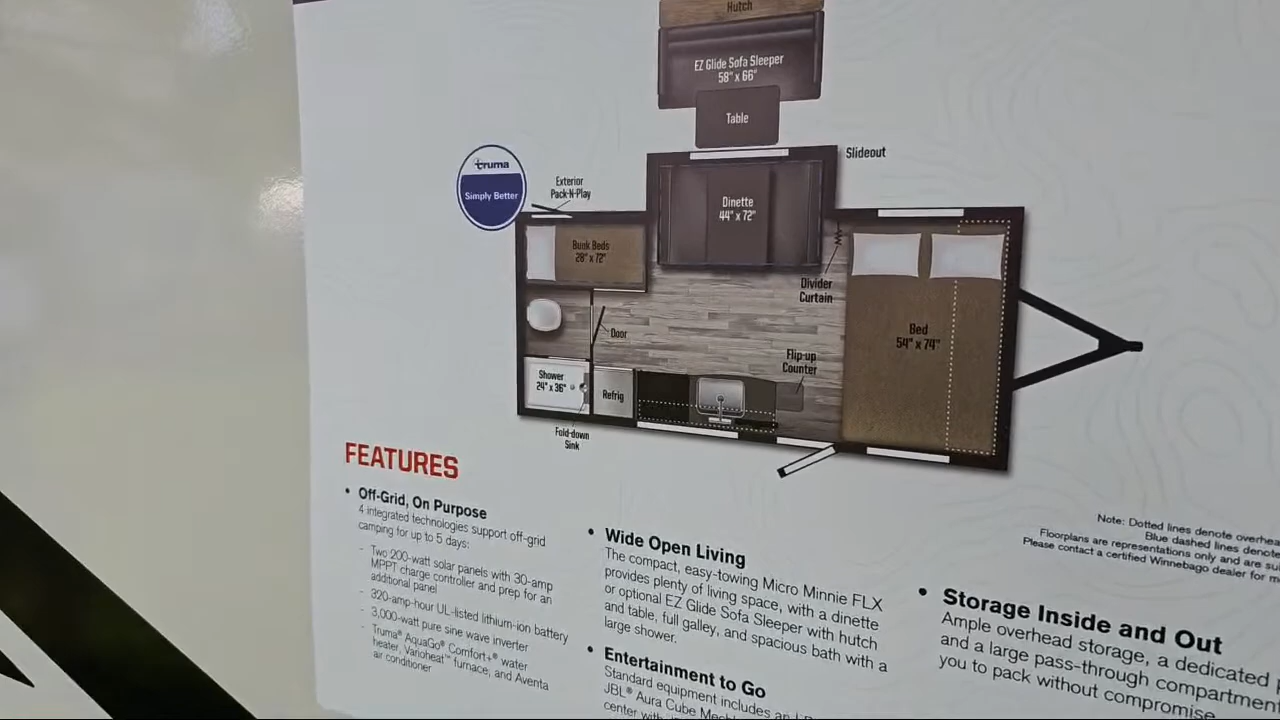 Hutch
EZ Glide Sofa Sleeper
58" x 66"
Table
Slideout
truma
Simply Better
Exterior
Pack-N-Play
Dinette
44" x 72"
Bunk Beds
28" x 72"
Divider
Curtain
Door
Bed
54" x 74"
Flip-up
Counter
Shower
24" x 36"
Refrig
Fold-down
Sink
FEATURES
• Off-Grid, On Purpose
4 integrated technologies support off-grid
camping for up to 5 days:
- Two 200-watt solar panels with 30-amp
MPPT charge controller and prep for an
additional panel
- 320-amp-hour UL-listed lithium-ion battery
- 3,000-watt pure sine wave inverter
- Truma® AquaGo® Comfort+® water
heater, Varioheat™ furnace, and Aventa
air conditioner
• Wide Open Living
The compact, easy-towing Micro Minnie FLX
provides plenty of living space, with a dinette
or optional EZ Glide Sofa Sleeper with hutch
and table, full galley, and spacious bath with a
large shower.
• Entertainment to Go
Standard equipment includes an
JBL® Aura Cube
center with
Note: Dotted lines denote overhea
Blue dashed lines denote
Floorplans are representations only and are su
Please contact a certified Winnebago dealer for m
• Storage Inside and Out
Ample overhead storage, a dedicated
and a large pass-through compartment
you to pack without compromise.